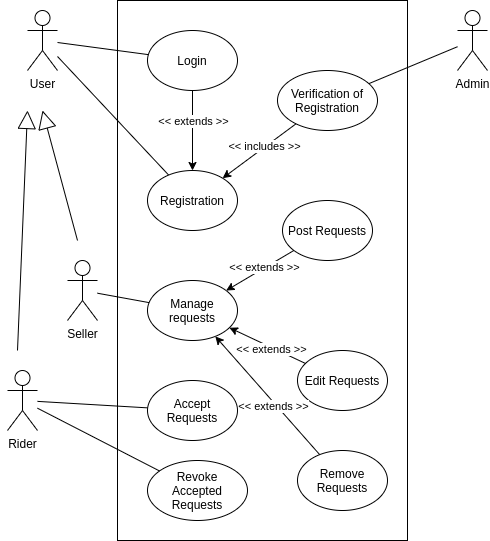 User
Login
Admin
Verification of
Registration
<< extends >>
<< includes >>
Registration
Post Requests
<< extends >>
Seller
Manage
requests
<< extends >>
Edit Requests
Rider
Accept
Requests
<< extends >>
Revoke
Accepted
Requests
Remove
Requests